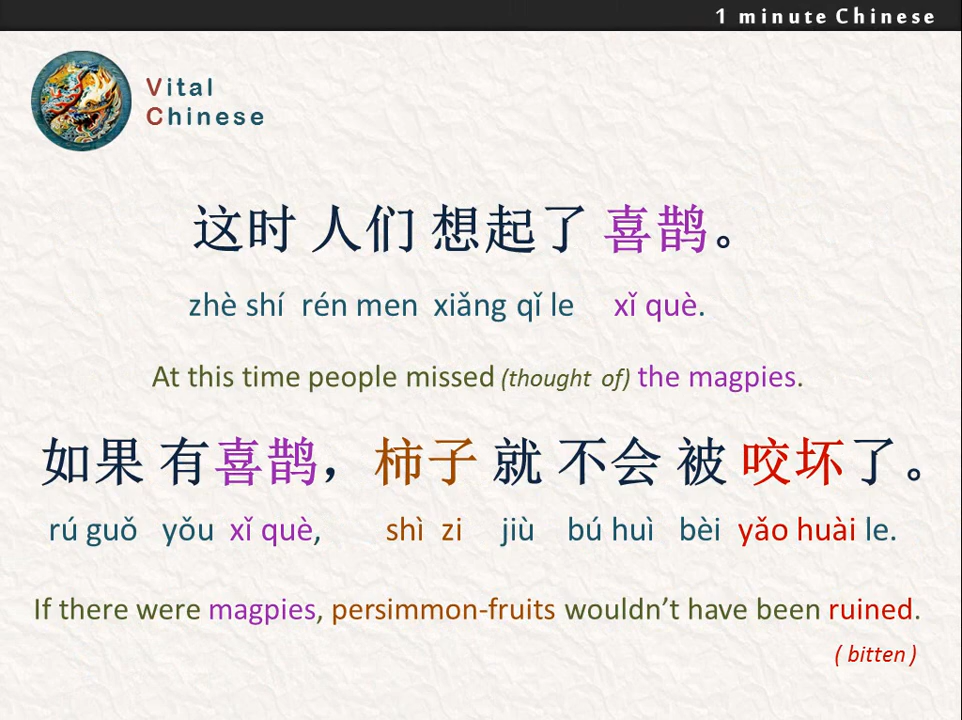 1 minute Chinese
Vital
Chinese
这时 人们 想起了 喜鹊。
zhè shí rén men xiǎng qǐ le xǐ què.
At this time people missed (thought of) the magpies.
如果 有喜鹊，柿子 就 不会 被 咬坏了。
rú guǒ yǒu xǐ què, shì zi jiù bú huì bèi yǎo huài le.
If there were magpies, persimmon-fruits wouldn't have been ruined.
( bitten )